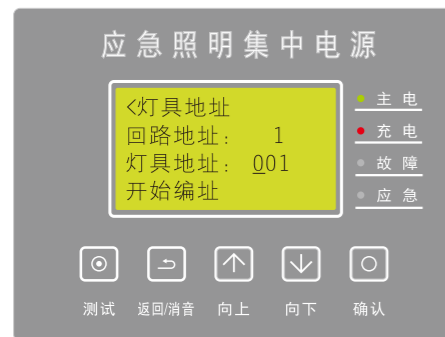 应急照明集中电源
<灯具地址
回路地址： 1
灯具地址： 001
开始编址
主电
充电
故障
应急
测试 返回/消音 向上 向下 确认